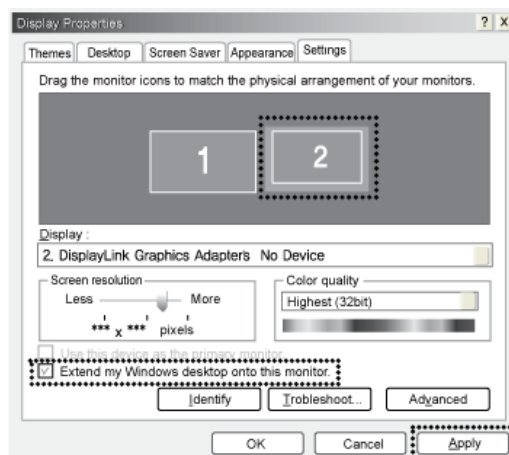 Display Properties ? X
Themes Desktop Screen Saver Appearance Settings
Drag the monitor icons to match the physical arrangement of your monitors.
1 2
Display :
2. DisplayLink Graphics Adapters No Device
Screen resolution Color quality
Less More Highest (32bit)
*** x *** pixels
Use this device as the primary monitor.
Extend my Windows desktop onto this monitor.
Identify Trobleshoot... Advanced
OK Cancel Apply